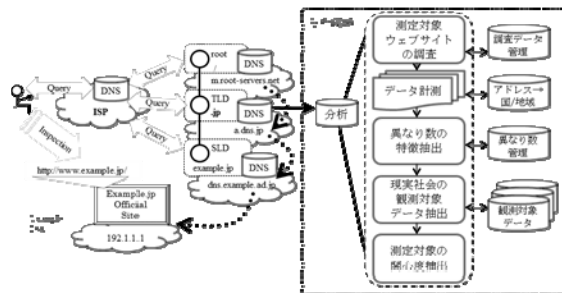 root
DNS
Query
m.root-servers.net
Query
DNS
Query
TLD
.jp
DNS
ISP
a.dns.jp
Query
SLD
example.jp
DNS
Inspection
dns.example.ad.jp
http://www.example.jp/
Example.jp
Official
Site
192.1.1.1
分析
測定対象
ウェブサイト
の調査
調査データ
管理
データ計測
アドレス→
国/地域
異なり数の
特徴抽出
異なり数
管理
現実社会の
観測対象
データ抽出
観測対象
データ
測定対象の
関心度抽出